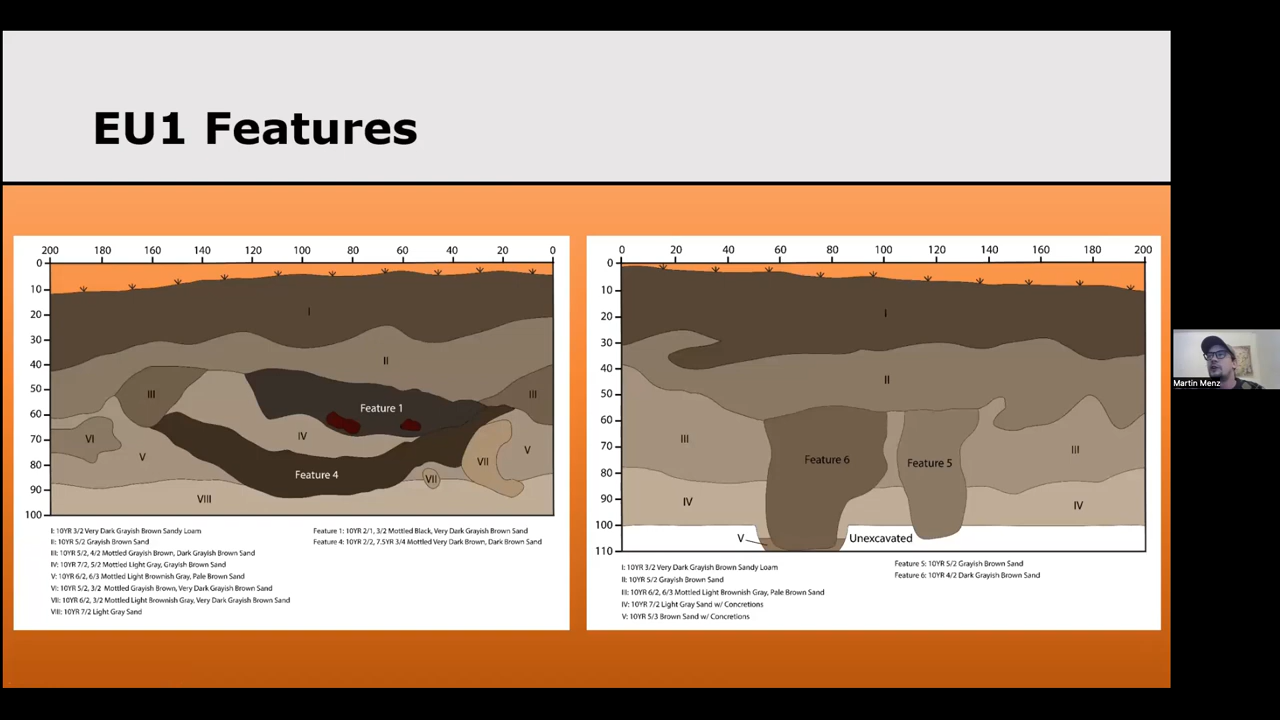 EU1 Features
200 180 160 140 120 100 80 60 40 20 0
0
10
20
30
40
50
60
70
80
90
100
I
II
III
III
Feature 1
IV
VI
V
V
VII
VII
Feature 4
VIII
I: 10YR 3/2 Very Dark Grayish Brown Sandy Loam
II: 10YR 5/2 Grayish Brown Sand
III: 10YR 5/2, 4/2 Mottled Grayish Brown, Dark Grayish Brown Sand
IV: 10YR 7/2, 5/2 Mottled Light Gray, Grayish Brown Sand
V: 10YR 6/2, 6/3 Mottled Light Brownish Gray, Pale Brown Sand
VI: 10YR 5/2, 3/2 Mottled Grayish Brown, Very Dark Grayish Brown Sand
VII: 10YR 6/2, 3/2 Mottled Light Brownish Gray, Very Dark Grayish Brown Sand
VIII: 10YR 7/2 Light Gray Sand
Feature 1: 10YR 2/1, 3/2 Mottled Black, Very Dark Grayish Brown Sand
Feature 4: 10YR 2/2, 7.5YR 3/4 Mottled Very Dark Brown, Dark Brown Sand
0 20 40 60 80 100 120 140 160 180 200
0
10
20
30
40
50
60
70
80
90
100
110
I
II
III
Feature 6
Feature 5
III
IV
IV
V
Unexcavated
I: 10YR 3/2 Very Dark Grayish Brown Sandy Loam
II: 10YR 5/2 Grayish Brown Sand
III: 10YR 6/2, 6/3 Mottled Light Brownish Gray, Pale Brown Sand
IV: 10YR 7/2 Light Gray Sand w/ Concretions
V: 10YR 5/3 Brown Sand w/ Concretions
Feature 5: 10YR 5/2 Grayish Brown Sand
Feature 6: 10YR 4/2 Dark Grayish Brown Sand
Martin Menz